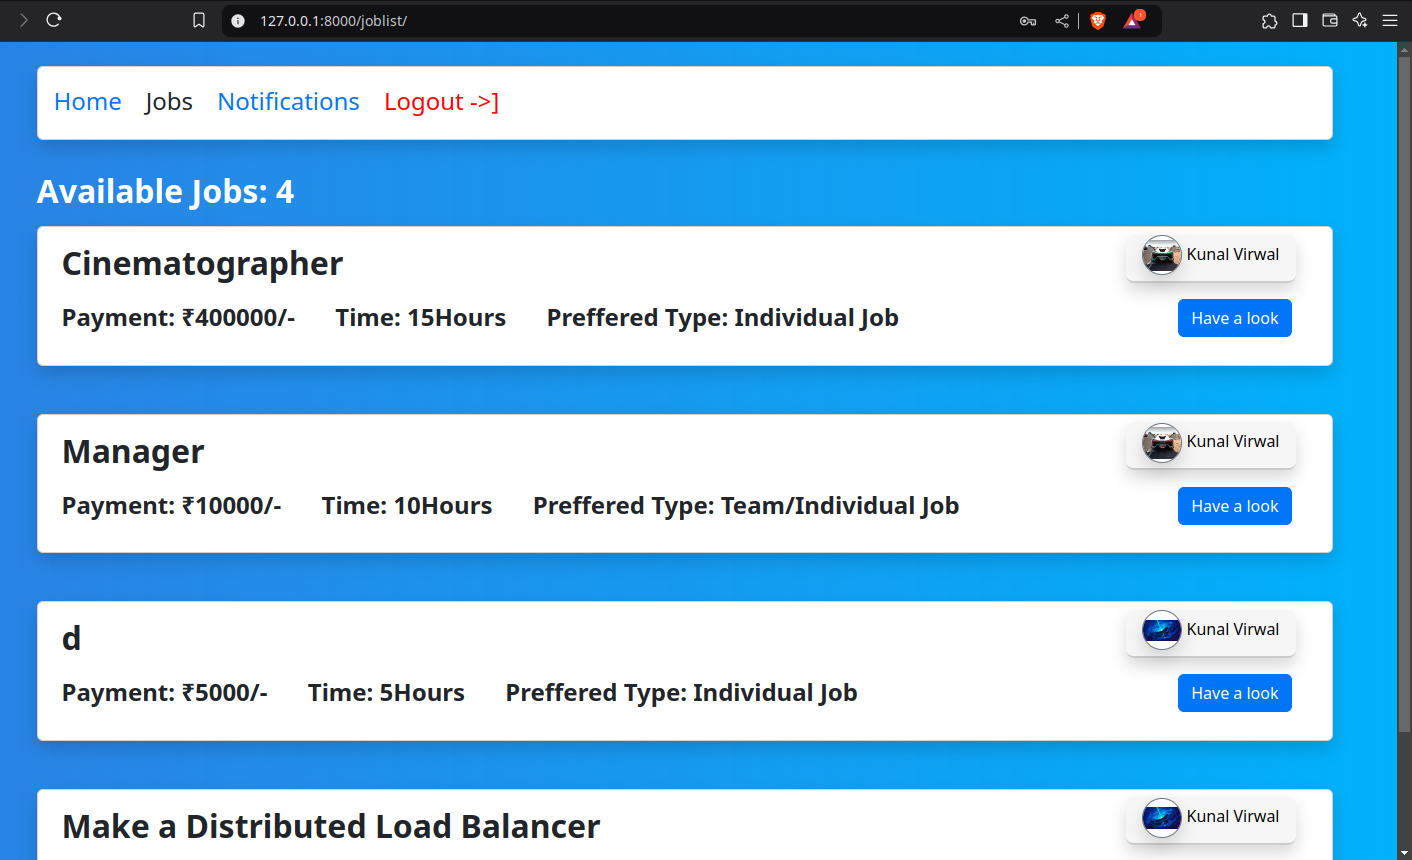 127.0.0.1:8000/joblist/
Home Jobs Notifications Logout ->]
Available Jobs: 4
Cinematographer
Kunal Virwal
Payment: ₹400000/- Time: 15Hours Preffered Type: Individual Job
Have a look
Manager
Kunal Virwal
Payment: ₹10000/- Time: 10Hours Preffered Type: Team/Individual Job
Have a look
d
Kunal Virwal
Payment: ₹5000/- Time: 5Hours Preffered Type: Individual Job
Have a look
Make a Distributed Load Balancer
Kunal Virwal